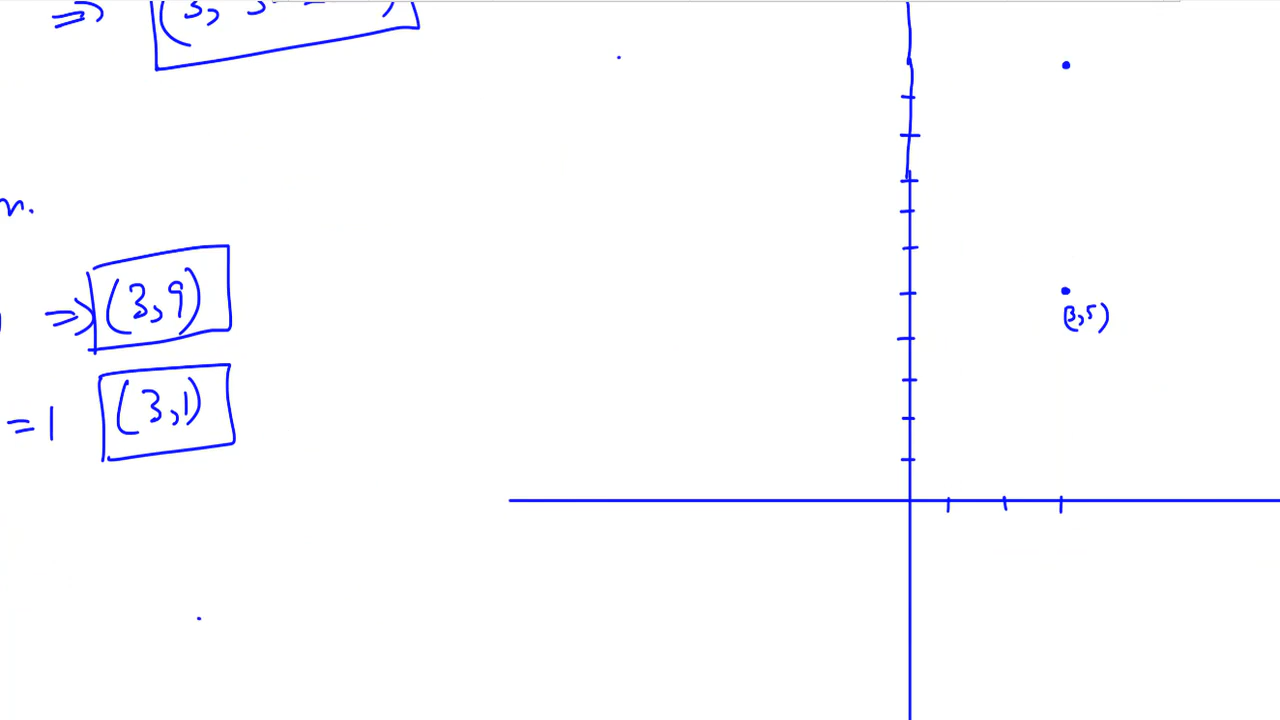 n.
⇒ (3,9)
= 1 (3,1)
(3,5)